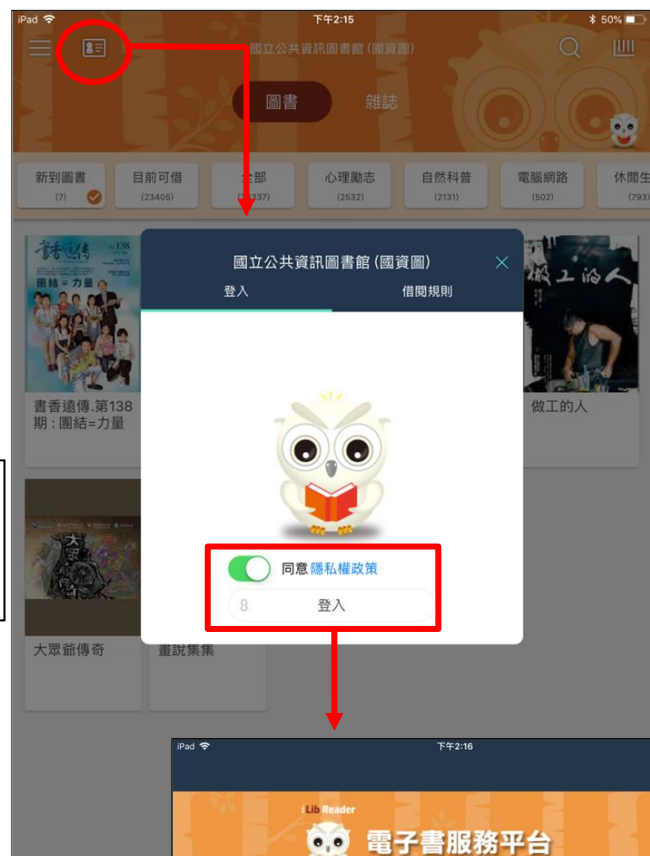 iPad 下午2:15 50%
國立公共資訊圖書館 (國資圖)
圖書 雜誌
新到圖書 目前可借 全部 心理勵志 自然科普 電腦網路 休閒生
(7) (23405) (2532) (2131) (502) (793)
書香遠傳 138
團結=力量
做工的人
國立公共資訊圖書館 (國資圖)
登入 借閱規則
書香遠傳.第138 做工的人
期:團結=力量
同意隱私權政策
登入
大眾爺傳奇 畫說集集
iPad 下午2:16
iLib Reader
電子書服務平台